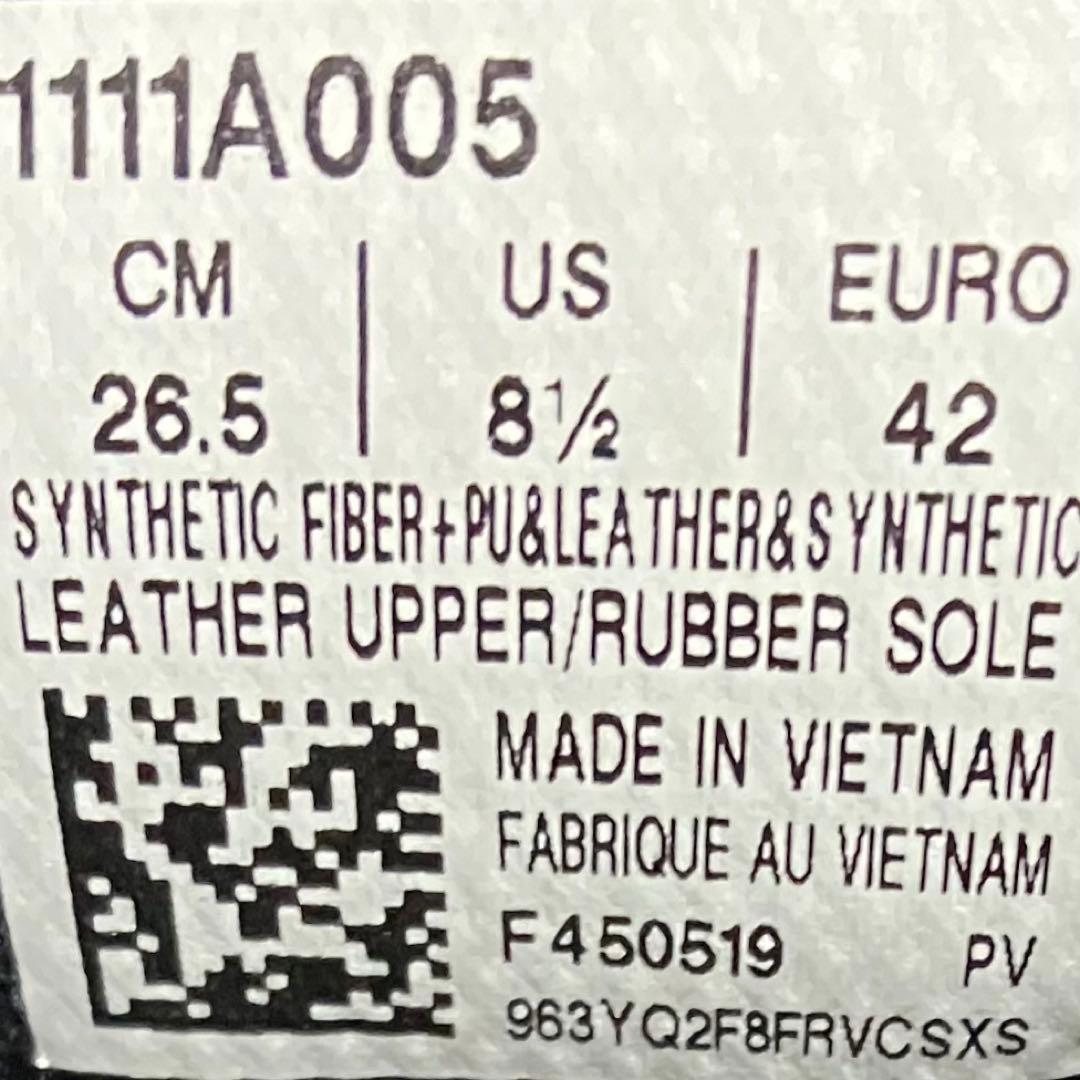 1111A005
CM | US | EURO
26.5 | 8½ | 42
SYNTHETIC FIBER+PU&LEATHER&SYNTHETIC
LEATHER UPPER/RUBBER SOLE
MADE IN VIETNAM
FABRIQUE AU VIETNAM
F450519 PV
963YQ2F8FRVCSXS